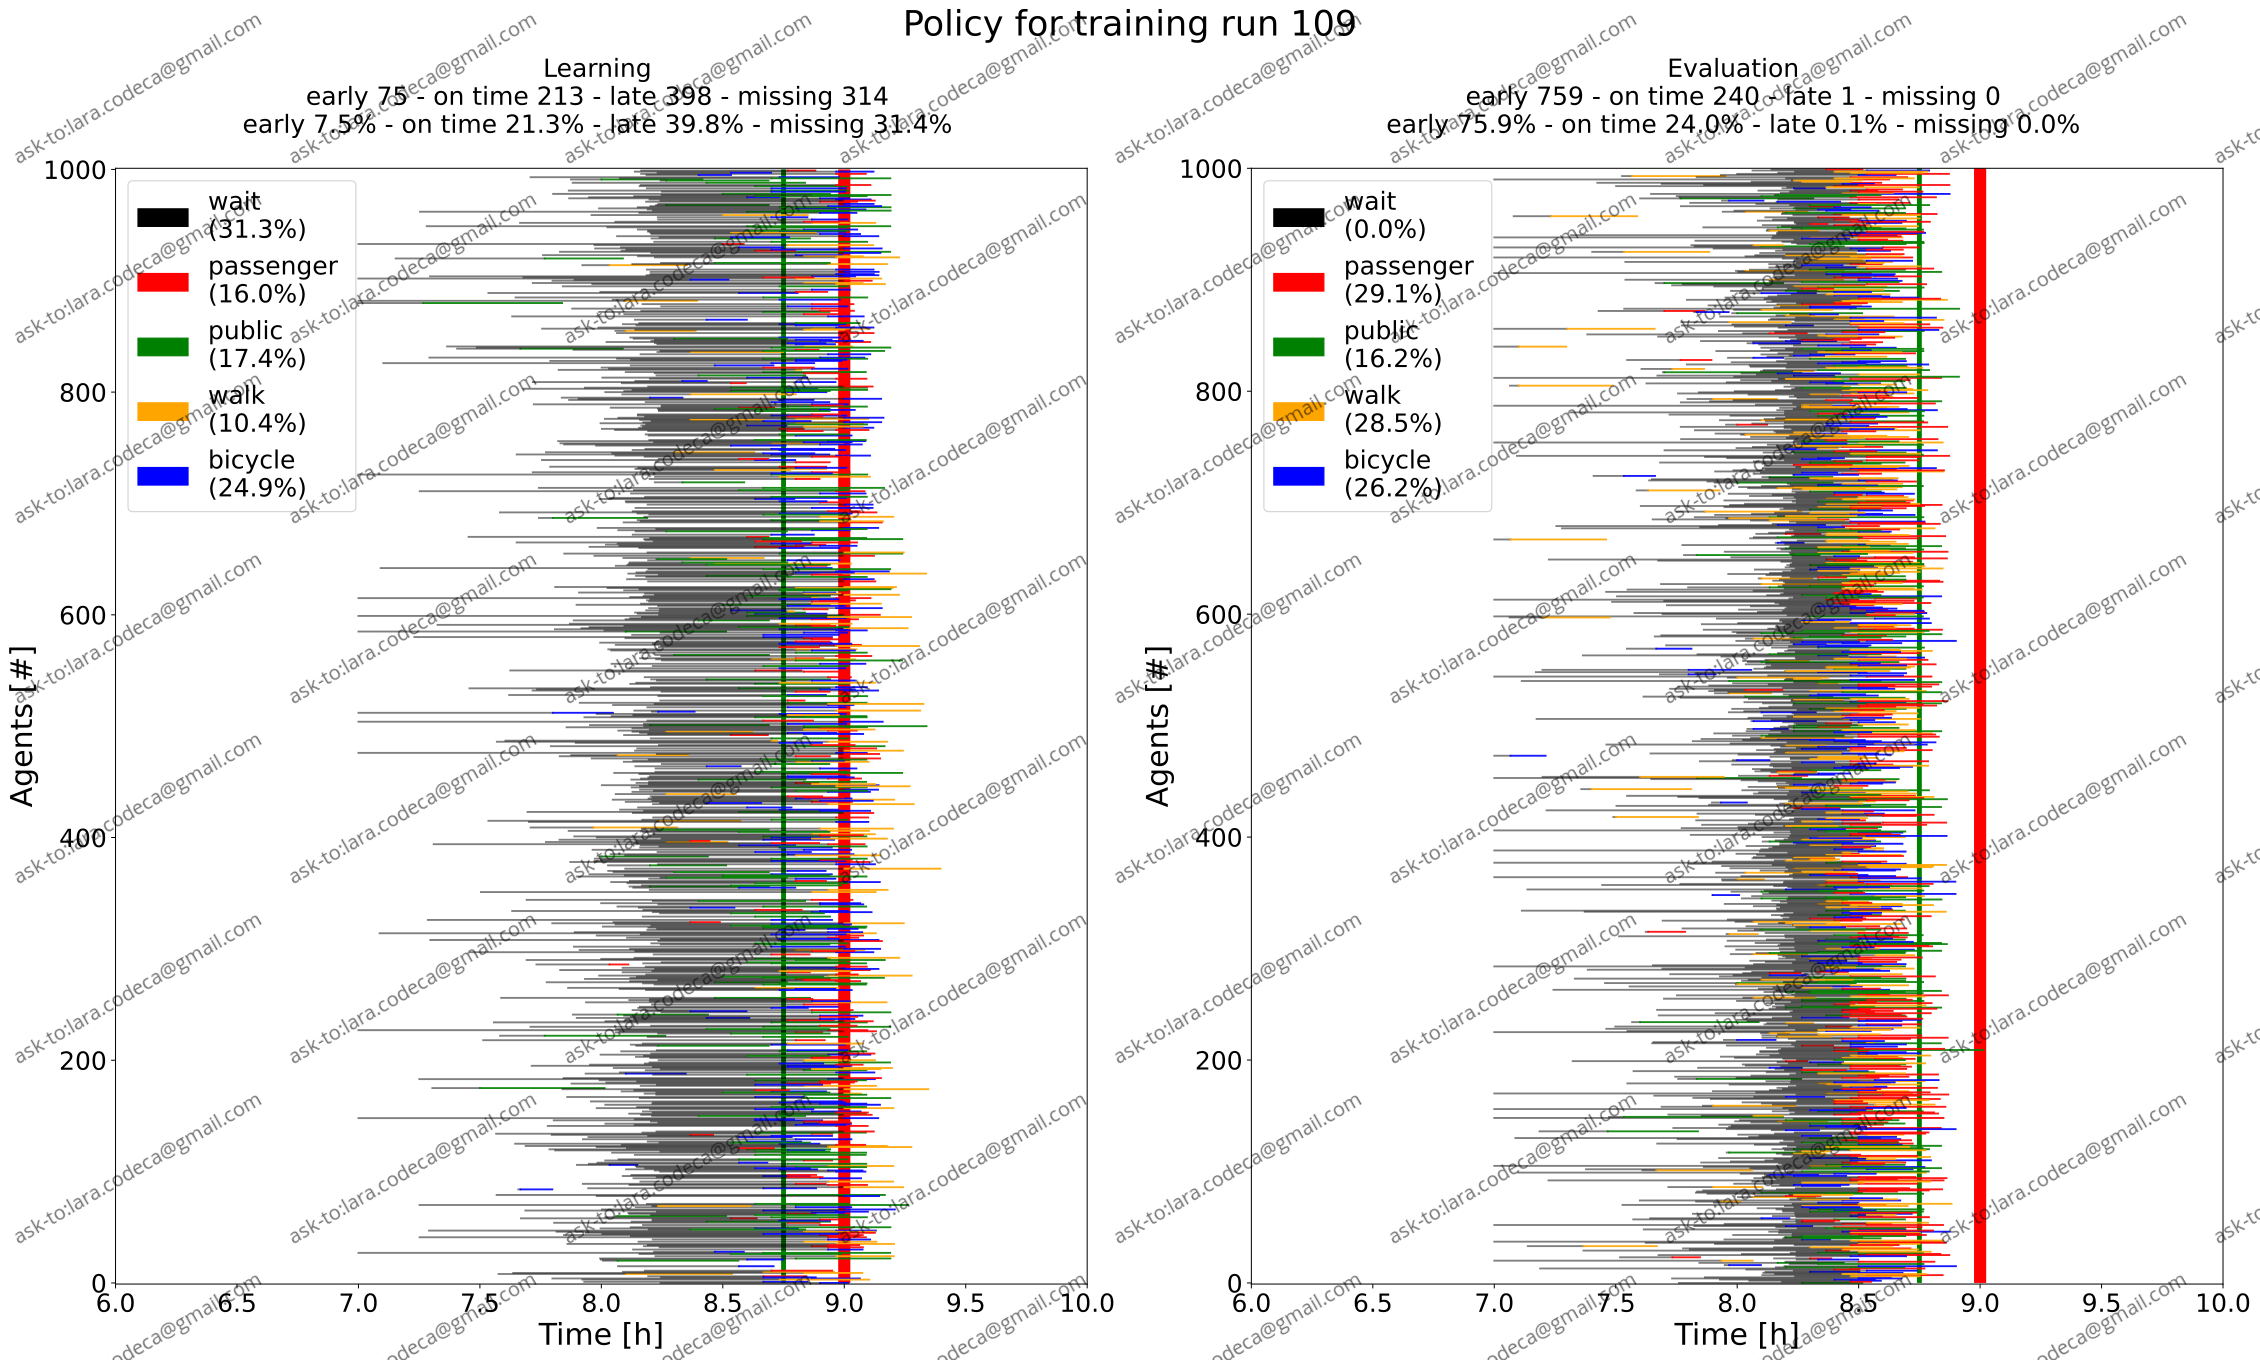 Policy for training run 109
Learning
early 75 - on time 213 - late 398 - missing 314
early 7.5% - on time 21.3% - late 39.8% - missing 31.4%
1000
800
600
400
200
0
Agents [#]
wait
(31.3%)
passenger
(16.0%)
public
(17.4%)
walk
(10.4%)
bicycle
(24.9%)
6.0 6.5 7.0 7.5 8.0 8.5 9.0 9.5 10.0
Time [h]
Evaluation
early 759 - on time 240 - late 1 - missing 0
early 75.9% - on time 24.0% - late 0.1% - missing 0.0%
1000
800
600
400
200
0
Agents [#]
wait
(0.0%)
passenger
(29.1%)
public
(16.2%)
walk
(28.5%)
bicycle
(26.2%)
6.0 6.5 7.0 7.5 8.0 8.5 9.0 9.5 10.0
Time [h]
ask-to:lara.codeca@gmail.com